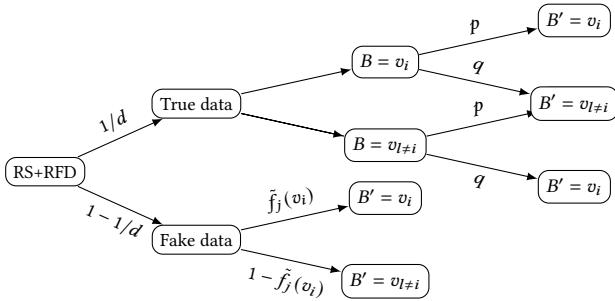 p
B′ = v_i
B = v_i
q
1/d
True data
p
B′ = v_{l≠i}
B = v_{l≠i}
RS+RFD
q
B′ = v_i
f̃_j(v_i)
B′ = v_i
1 − 1/d
Fake data
1 − f̃_j(v_i)
B′ = v_{l≠i}